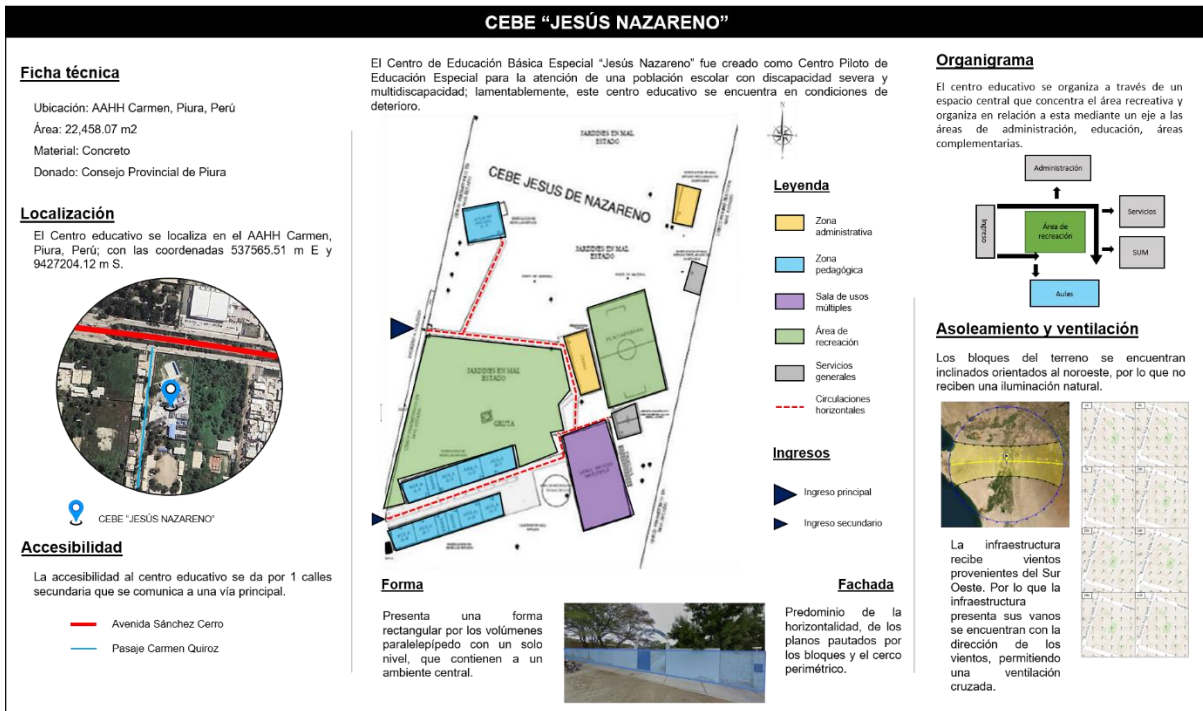 CEBE “JESÚS NAZARENO”
Ficha técnica
Ubicación: AAHH Carmen, Piura, Perú
Área: 22,458.07 m2
Material: Concreto
Donado: Consejo Provincial de Piura
Localización
El Centro educativo se localiza en el AAHH Carmen,
Piura, Perú; con las coordenadas 537565.51 m E y
9427204.12 m S.
CEBE “JESÚS NAZARENO”
Accesibilidad
La accesibilidad al centro educativo se da por 1 calles
secundaria que se comunica a una vía principal.
Avenida Sánchez Cerro
Pasaje Carmen Quiroz
El Centro de Educación Básica Especial “Jesús Nazareno” fue creado como Centro Piloto de
Educación Especial para la atención de una población escolar con discapacidad severa y
multidiscapacidad; lamentablemente, este centro educativo se encuentra en condiciones de
deterioro.
JARDINES EN MAL
ESTADO
CEBE JESUS DE NAZARENO
JARDINES EN MAL
ESTADO
JARDINES EN MAL
ESTADO
GRUTA
Leyenda
Zona
administrativa
Zona
pedagógica
Sala de usos
múltiples
Área de
recreación
Servicios
generales
Circulaciones
horizontales
Ingresos
Ingreso principal
Ingreso secundario
Forma
Presenta una forma
rectangular por los volúmenes
paralelepípedo con un solo
nivel, que contienen a un
ambiente central.
Fachada
Predominio de la
horizontalidad, de los
planos pautados por
los bloques y el cerco
perimétrico.
Organigrama
El centro educativo se organiza a través de un
espacio central que concentra el área recreativa y
organiza en relación a esta mediante un eje a las
áreas de administración, educación, áreas
complementarias.
Administración
Ingreso
Área de
recreación
Servicios
SUM
Aulas
Asoleamiento y ventilación
Los bloques del terreno se encuentran
inclinados orientados al noroeste, por lo que no
reciben una iluminación natural.
La infraestructura
recibe vientos
provenientes del Sur
Oeste. Por lo que la
infraestructura
presenta sus vanos
se encuentran con la
dirección de los
vientos, permitiendo
una ventilación
cruzada.